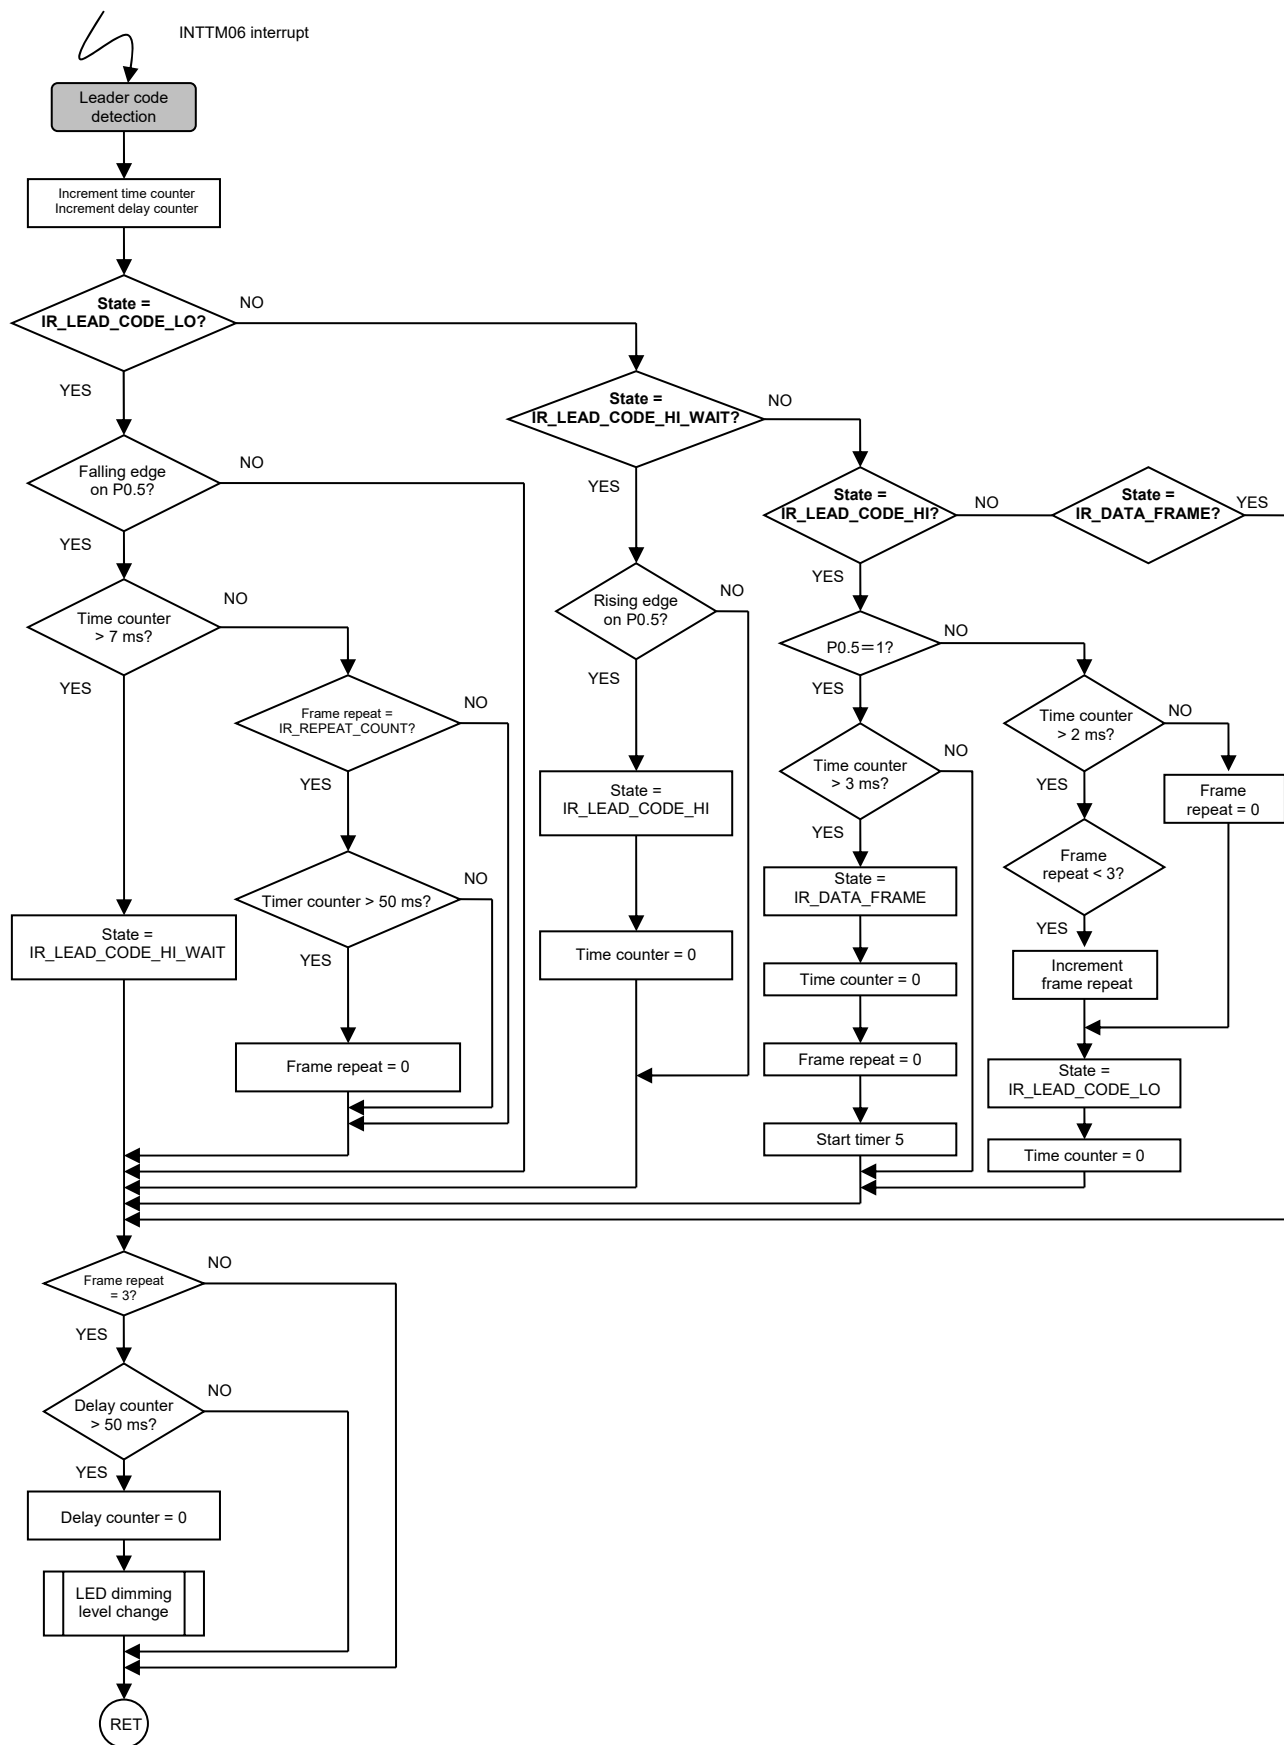 INTTM06 interrupt
Leader code
detection
Increment time counter
Increment delay counter
State =
IR_LEAD_CODE_LO?
NO
YES
State =
IR_LEAD_CODE_HI_WAIT?
NO
YES
Falling edge
on P0.5?
NO
YES
State =
IR_LEAD_CODE_HI?
NO
YES
State =
IR_DATA_FRAME?
YES
Time counter
> 7 ms?
NO
YES
Rising edge
on P0.5?
NO
YES
P0.5＝1?
NO
YES
Frame repeat =
IR_REPEAT_COUNT?
NO
YES
Time counter
> 3 ms?
NO
YES
Time counter
> 2 ms?
NO
YES
State =
IR_LEAD_CODE_HI
Frame
repeat = 0
Frame
repeat < 3?
YES
Timer counter > 50 ms?
NO
YES
State =
IR_DATA_FRAME
State =
IR_LEAD_CODE_HI_WAIT
Time counter = 0
Time counter = 0
Increment
frame repeat
Frame repeat = 0
Frame repeat = 0
State =
IR_LEAD_CODE_LO
Start timer 5
Time counter = 0
Frame repeat
= 3?
NO
YES
Delay counter
> 50 ms?
NO
YES
Delay counter = 0
LED dimming
level change
RET